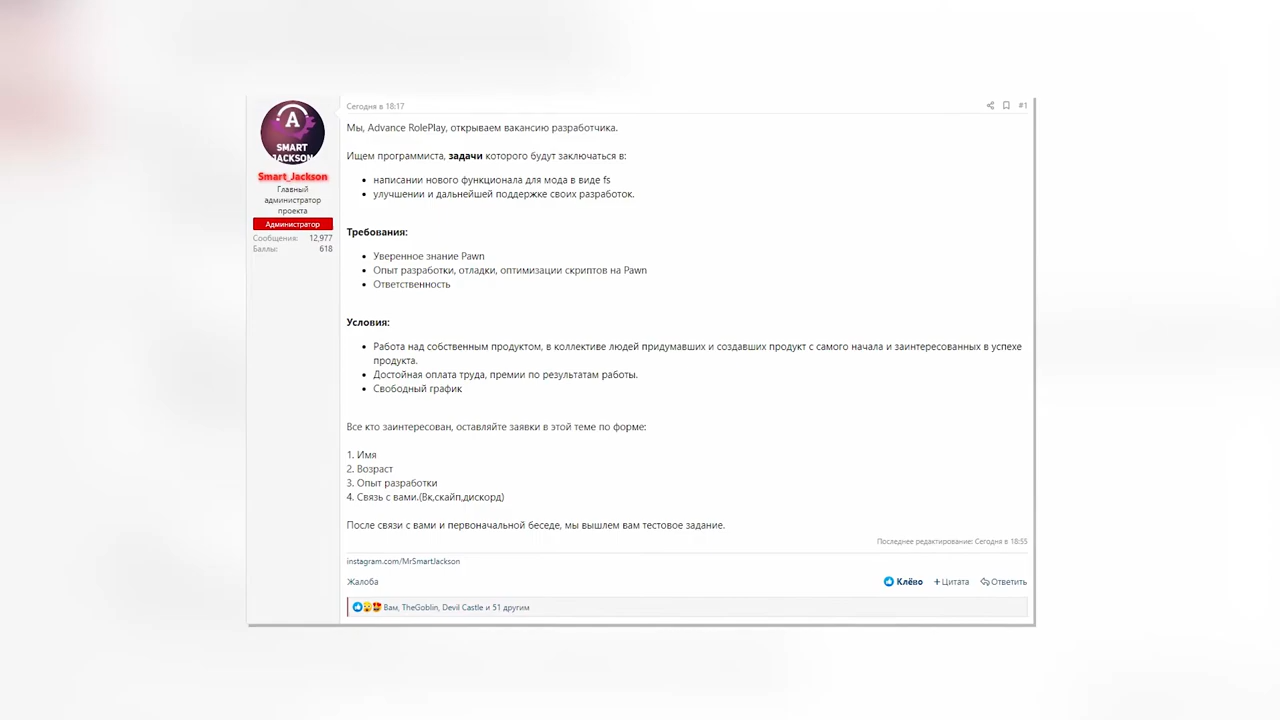 A
SMART
JACKSON
Smart_Jackson
Главный
администратор
проекта
Администратор
Сообщения: 12,977
Баллы: 618
Сегодня в 18:17
#1
Мы, Advance RolePlay, открываем вакансию разработчика.
Ищем программиста, задачи которого будут заключаться в:
• написании нового функционала для мода в виде fs
• улучшении и дальнейшей поддержке своих разработок.
Требования:
• Уверенное знание Pawn
• Опыт разработки, отладки, оптимизации скриптов на Pawn
• Ответственность
Условия:
• Работа над собственным продуктом, в коллективе людей придумавших и создавших продукт с самого начала и заинтересованных в успехе
продукта.
• Достойная оплата труда, премии по результатам работы.
• Свободный график
Все кто заинтересован, оставляйте заявки в этой теме по форме:
1. Имя
2. Возраст
3. Опыт разработки
4. Связь с вами.(Вк,скайп,дискорд)
После связи с вами и первоначальной беседе, мы вышлем вам тестовое задание.
Последнее редактирование: Сегодня в 18:55
instagram.com/MrSmartJackson
Жалоба
Клёво
+ Цитата
Ответить
Вам, TheGoblin, Devil Castle и 51 другим